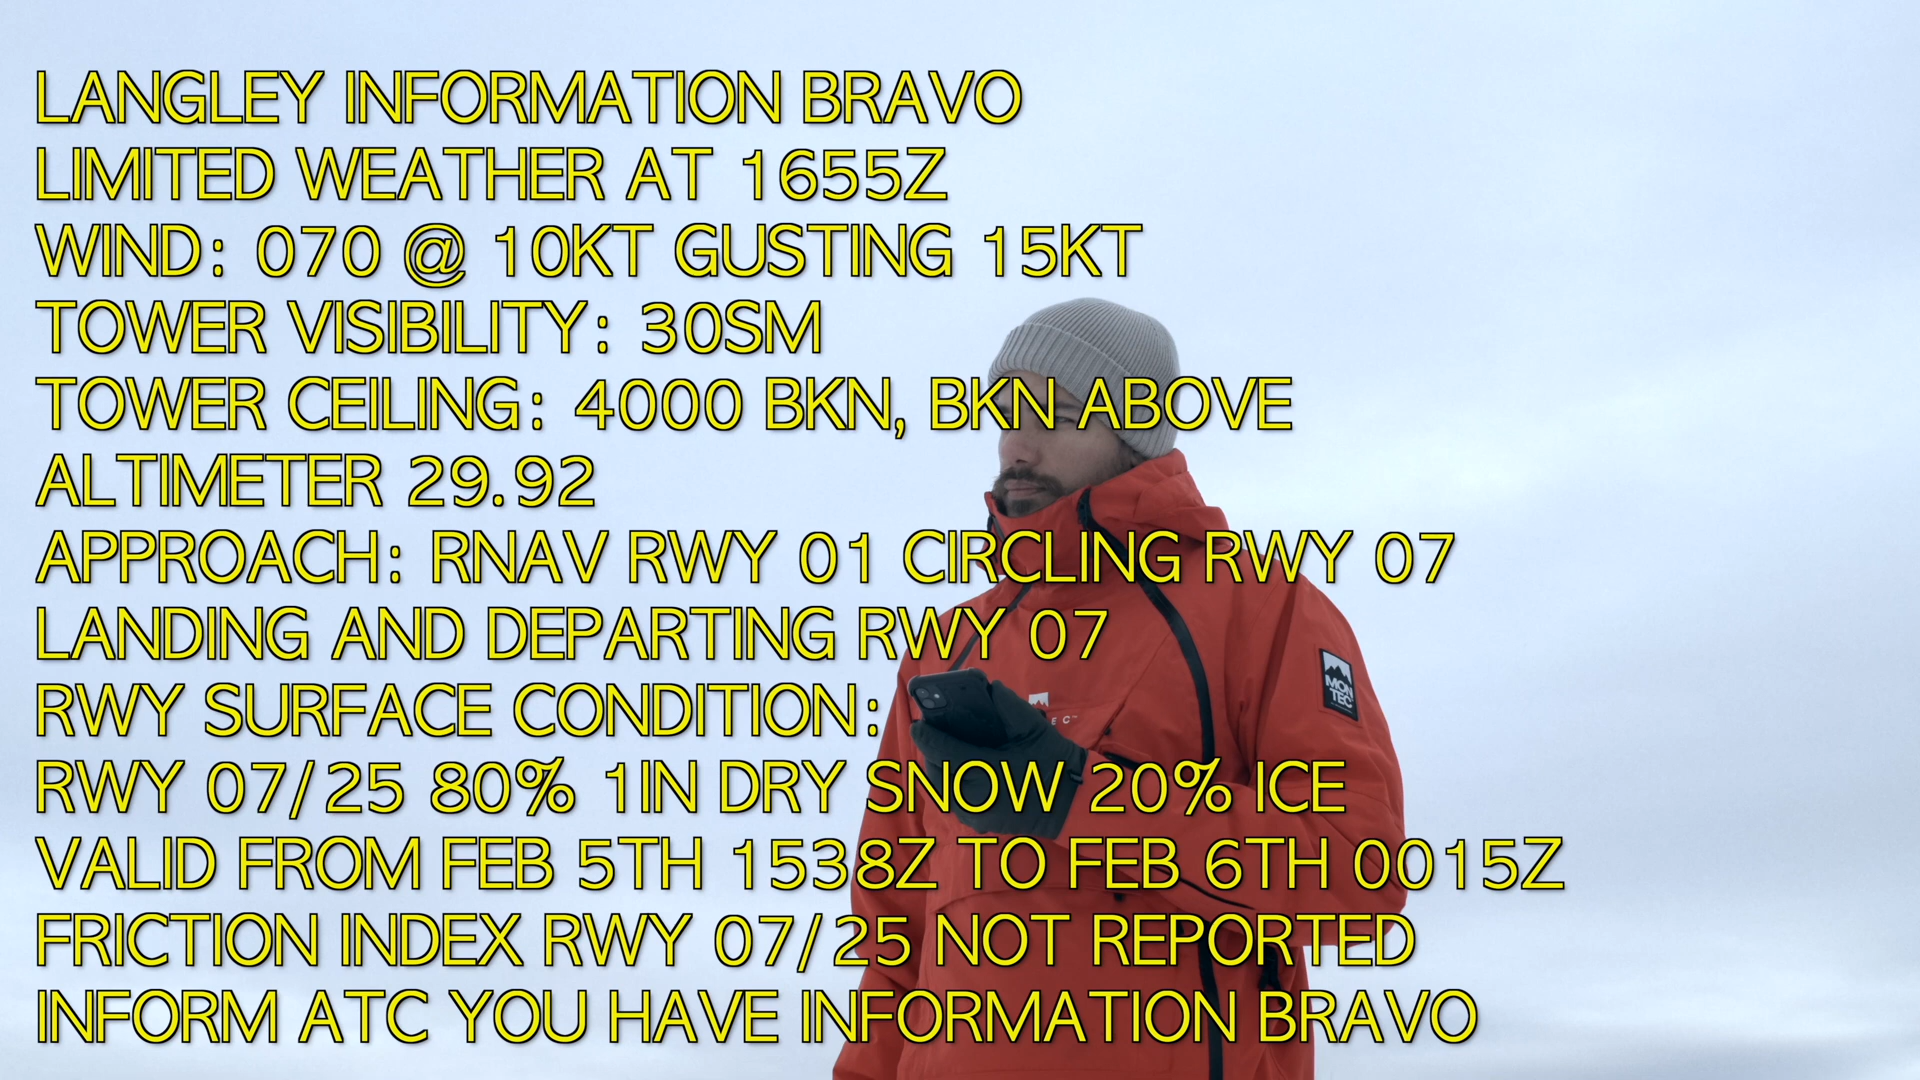 LANGLEY INFORMATION BRAVO
LIMITED WEATHER AT 1655Z
WIND: 070 @ 10KT GUSTING 15KT
TOWER VISIBILITY: 30SM
TOWER CEILING: 4000 BKN, BKN ABOVE
ALTIMETER 29.92
APPROACH: RNAV RWY 01 CIRCLING RWY 07
LANDING AND DEPARTING RWY 07
RWY SURFACE CONDITION:
RWY 07/25 80% 1IN DRY SNOW 20% ICE
VALID FROM FEB 5TH 1538Z TO FEB 6TH 0015Z
FRICTION INDEX RWY 07/25 NOT REPORTED
INFORM ATC YOU HAVE INFORMATION BRAVO
MON
TEC